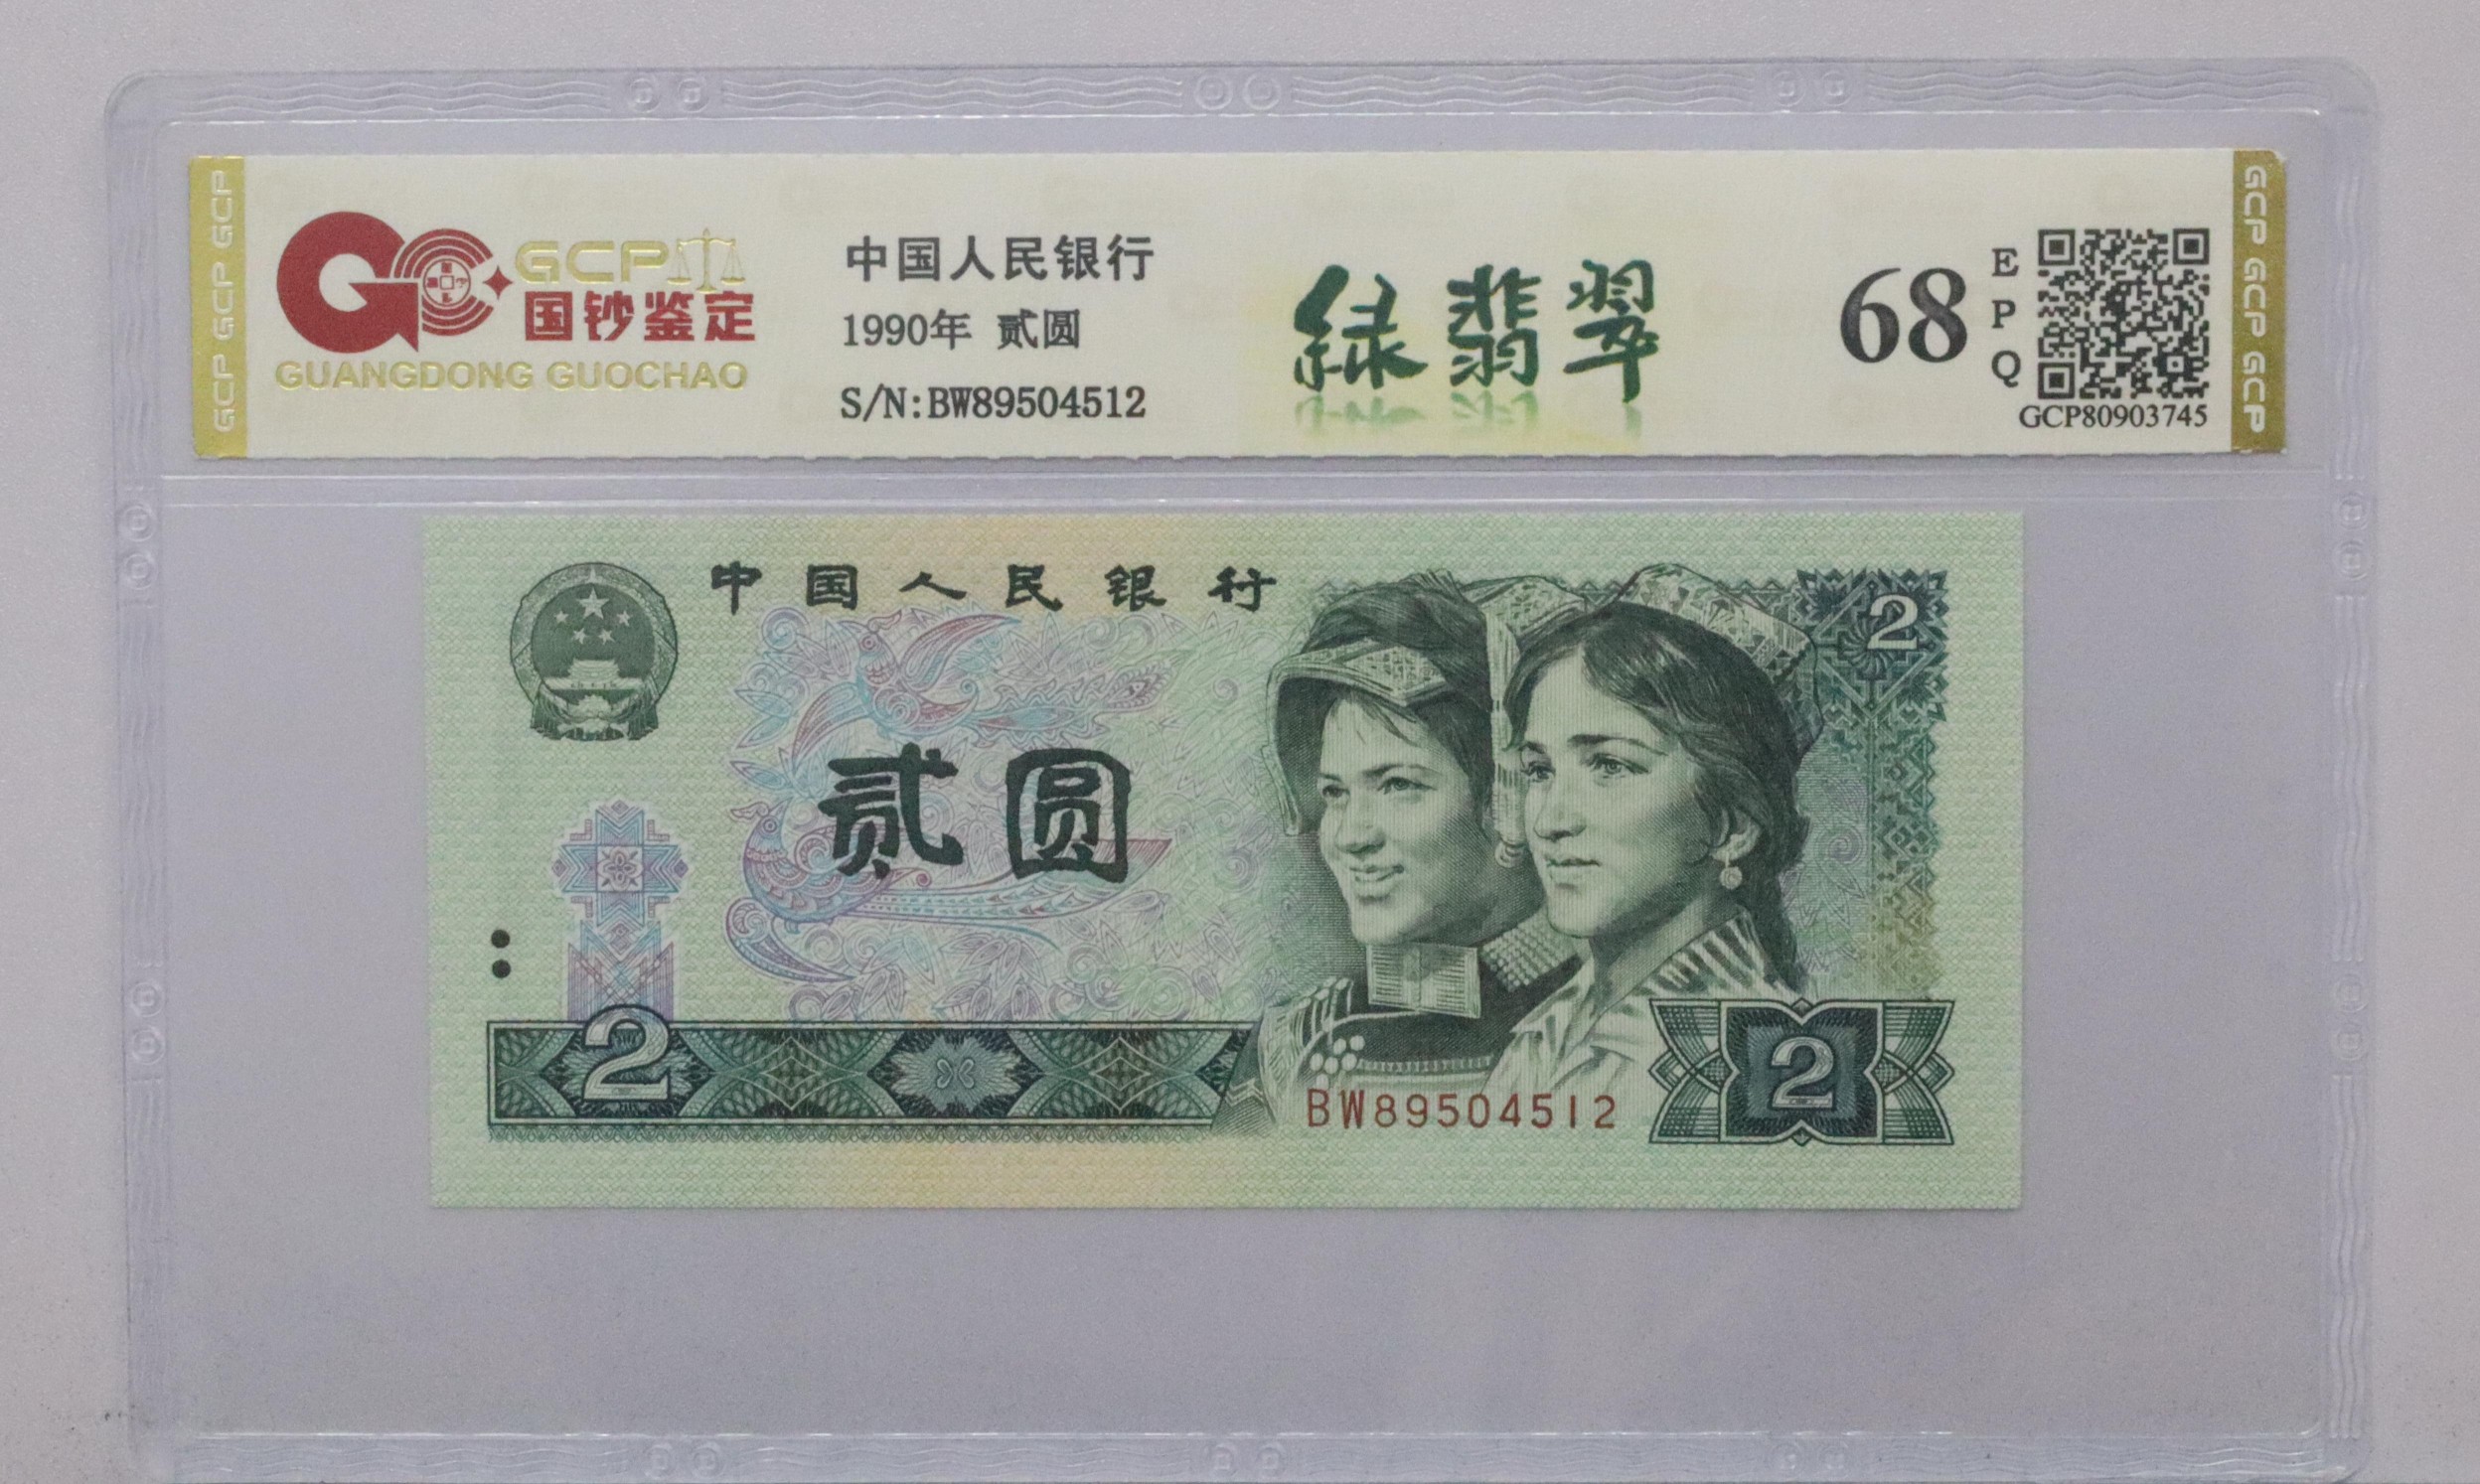 GCP GCP GCP
GCP
国钞鉴定
GUANGDONG GUOCHAO
中国人民银行
1990年 贰圆
S/N:BW89504512
绿翡翠
68
E
P
Q
GCP80903745
GCP GCP GCP
中国人民银行
2
贰圆
2
BW89504512
2